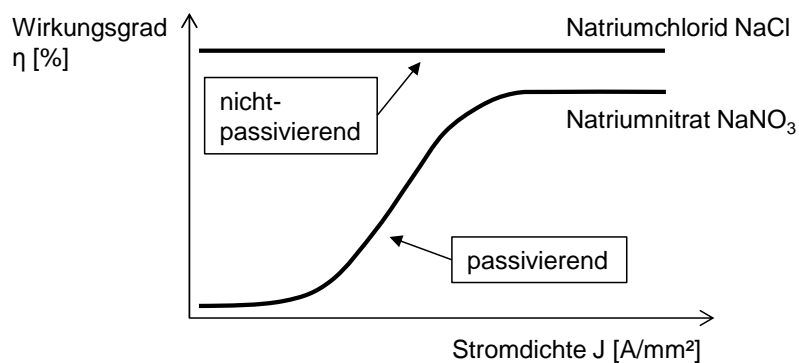 Wirkungsgrad
η [%]
Natriumchlorid NaCl
nicht-
passivierend
Natriumnitrat NaNO₃
passivierend
Stromdichte J [A/mm²]